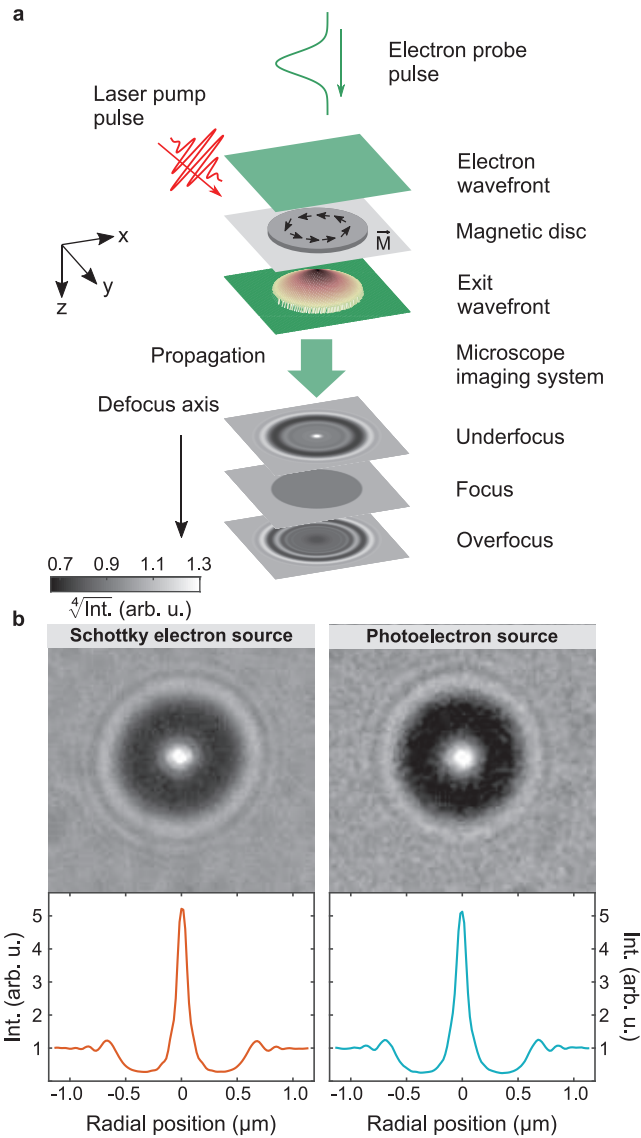 a
Electron probe
pulse
Laser pump
pulse
Electron
wavefront
Magnetic disc
M
x
y
z
Exit
wavefront
Propagation
Microscope
imaging system
Defocus axis
Underfocus
Focus
Overfocus
0.7 0.9 1.1 1.3
∜Int. (arb. u.)
b
Schottky electron source
Photoelectron source
Int. (arb. u.)
5
4
3
2
1
-1.0 -0.5 0 0.5 1.0
Radial position (µm)
5
4
3
2
1
Int. (arb. u.)
-1.0 -0.5 0 0.5 1.0
Radial position (µm)